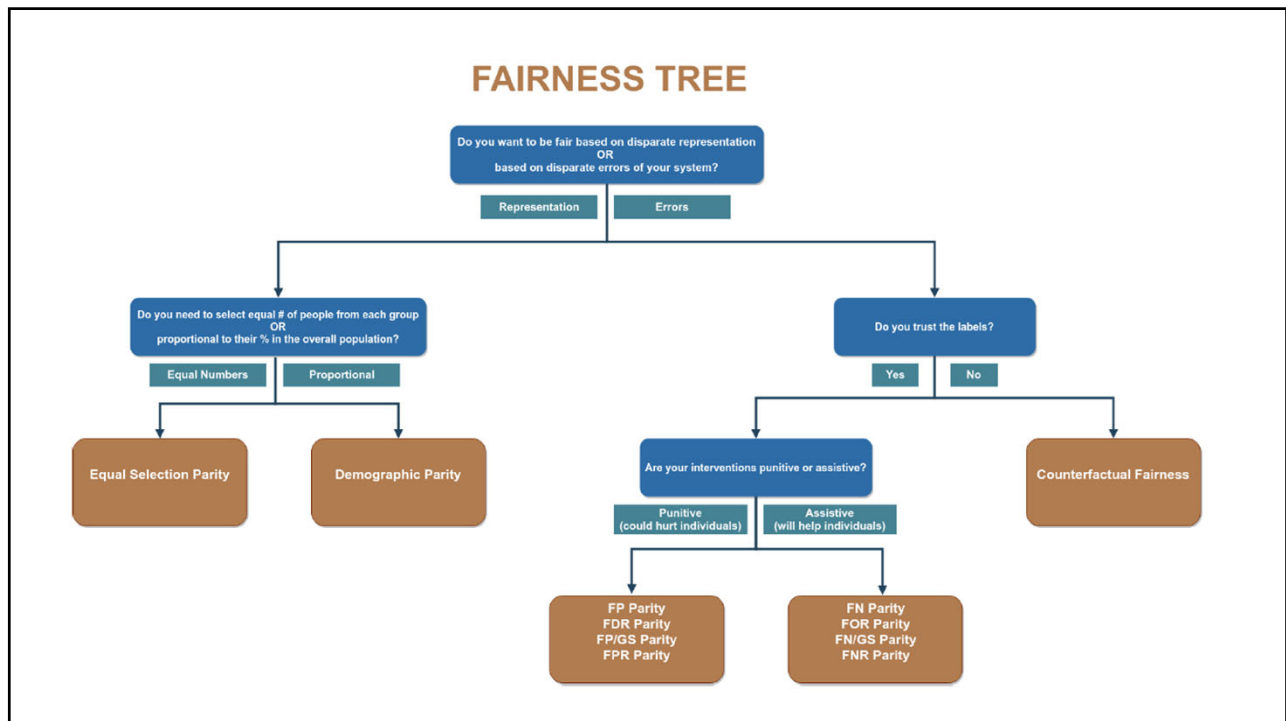 FAIRNESS TREE
Do you want to be fair based on disparate representation
OR
based on disparate errors of your system?
Representation
Errors
Do you need to select equal # of people from each group
OR
proportional to their % in the overall population?
Do you trust the labels?
Equal Numbers
Proportional
Yes
No
Equal Selection Parity
Demographic Parity
Are your interventions punitive or assistive?
Counterfactual Fairness
Punitive
(could hurt individuals)
Assistive
(will help individuals)
FP Parity
FDR Parity
FP/GS Parity
FPR Parity
FN Parity
FOR Parity
FN/GS Parity
FNR Parity